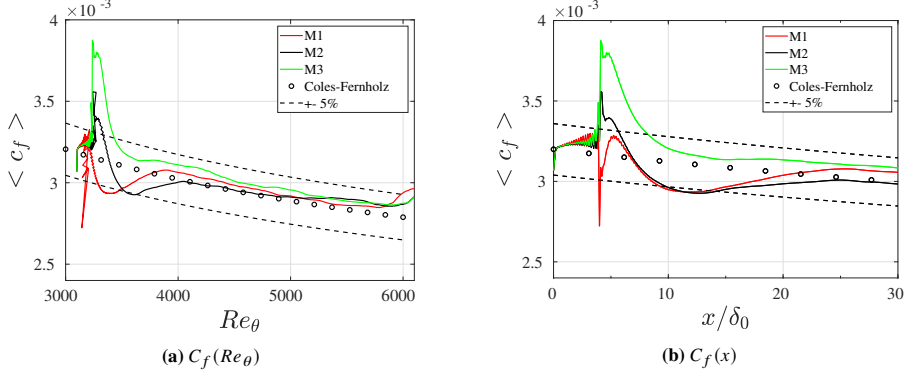 ×10⁻³
4
3.5
3
2.5
< c_f >
3000
4000
5000
6000
Re_θ
M1
M2
M3
Coles-Fernholz
+- 5%
(a) C_f(Re_θ)
×10⁻³
4
3.5
3
2.5
< c_f >
0
10
20
30
x/δ₀
M1
M2
M3
Coles-Fernholz
+- 5%
(b) C_f(x)